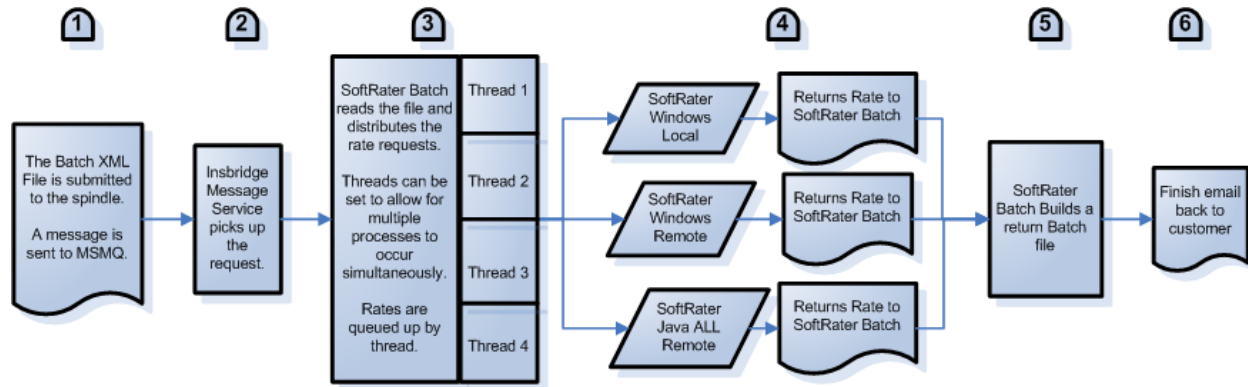 1
2
3
4
5
6
The Batch XML
File is submitted
to the spindle.
A message is
sent to MSMQ.
Insbridge
Message
Service
picks up
the
request.
SoftRater Batch
reads the file and
distributes the
rate requests.
Threads can be
set to allow for
multiple
processes to
occur
simultaneously.
Rates are
queued up by
thread.
Thread 1
Thread 2
Thread 3
Thread 4
SoftRater
Windows
Local
Returns Rate to
SoftRater Batch
SoftRater
Windows
Remote
Returns Rate to
SoftRater Batch
SoftRater
Java ALL
Remote
Returns Rate to
SoftRater Batch
SoftRater
Batch Builds a
return Batch
file
Finish email
back to
customer